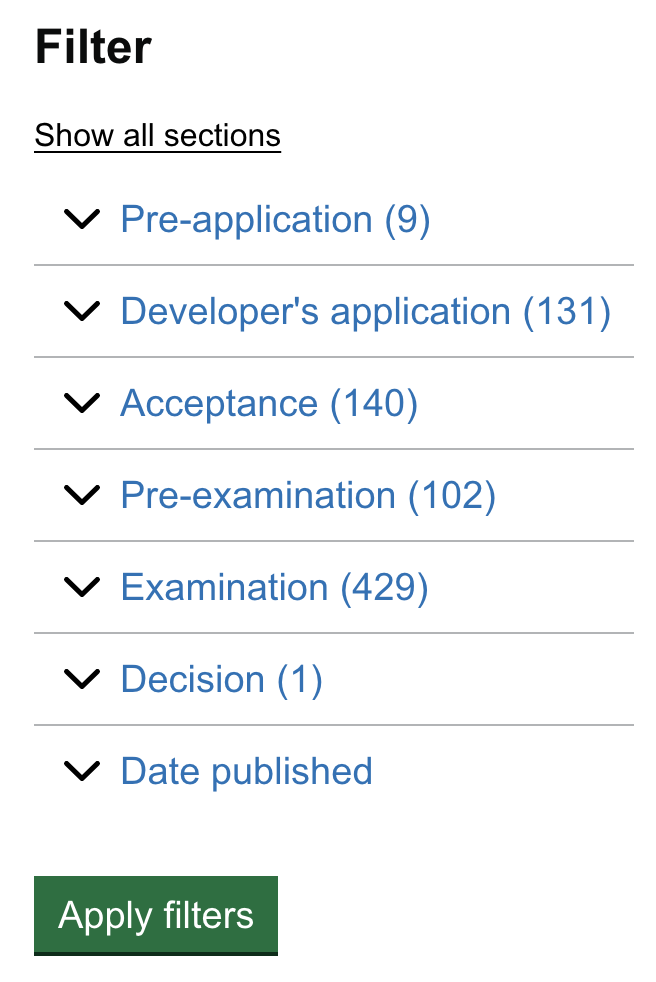 Filter
Show all sections
Pre-application (9)
Developer's application (131)
Acceptance (140)
Pre-examination (102)
Examination (429)
Decision (1)
Date published
Apply filters